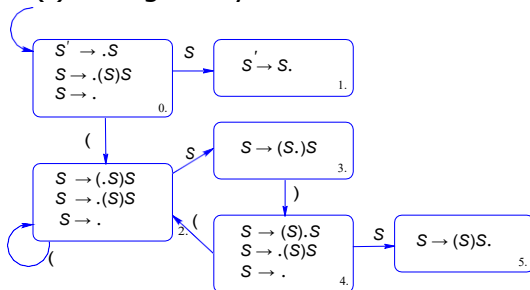 S' → .S
S → .(S)S
S → .
0.
S
S' → S.
1.
(
S → (.S)S
S → .(S)S
S → .
2.
(
S
S → (S.)S
3.
)
(
S → (S).S
S → .(S)S
S → .
4.
S
S → (S)S.
5.